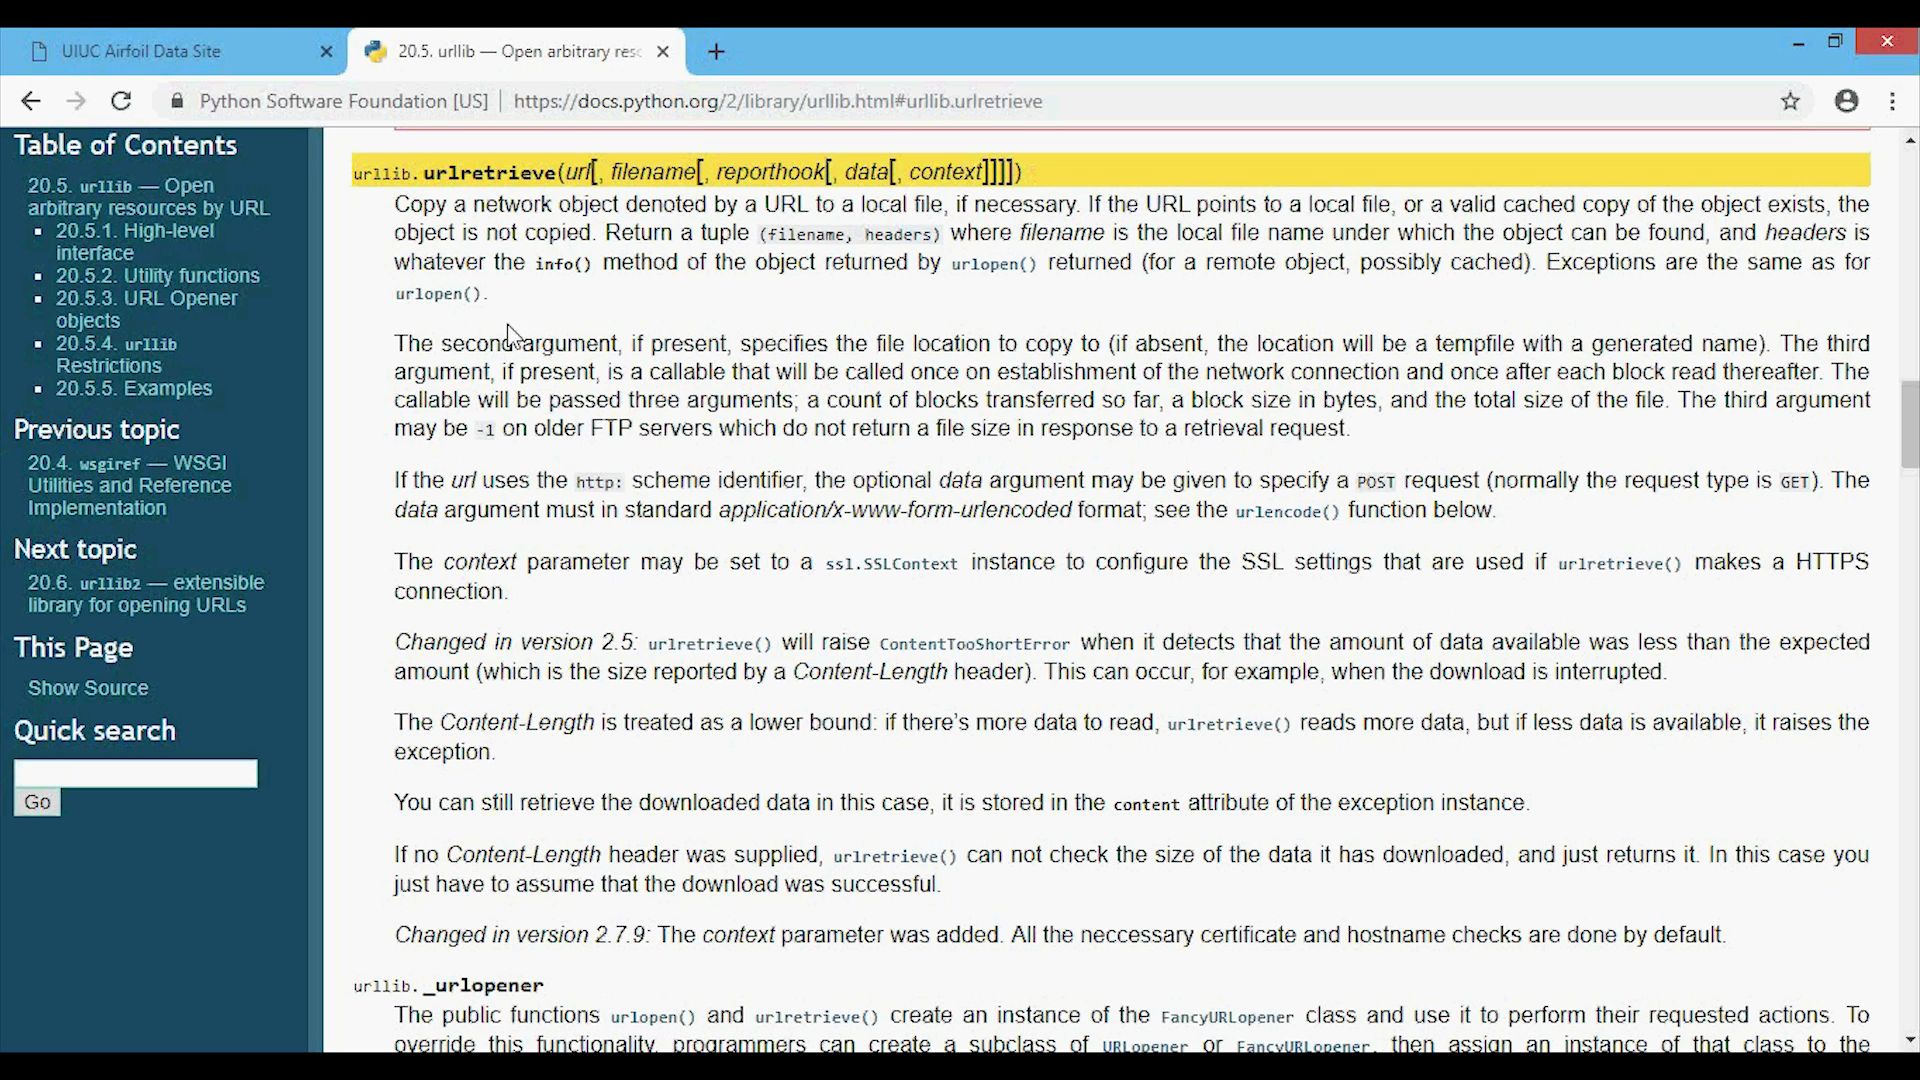 UIUC Airfoil Data Site
20.5. urllib — Open arbitrary reso
Python Software Foundation [US] https://docs.python.org/2/library/urllib.html#urllib.urlretrieve
Table of Contents
20.5. urllib — Open
arbitrary resources by URL
20.5.1. High-level
interface
20.5.2. Utility functions
20.5.3. URL Opener
objects
20.5.4. urllib
Restrictions
20.5.5. Examples
Previous topic
20.4. wsgiref — WSGI
Utilities and Reference
Implementation
Next topic
20.6. urllib2 — extensible
library for opening URLs
This Page
Show Source
Quick search
Go
urllib.urlretrieve(url[, filename[, reporthook[, data[, context]]]])
Copy a network object denoted by a URL to a local file, if necessary. If the URL points to a local file, or a valid cached copy of the object exists, the
object is not copied. Return a tuple (filename, headers) where filename is the local file name under which the object can be found, and headers is
whatever the info() method of the object returned by urlopen() returned (for a remote object, possibly cached). Exceptions are the same as for
urlopen().
The second argument, if present, specifies the file location to copy to (if absent, the location will be a tempfile with a generated name). The third
argument, if present, is a callable that will be called once on establishment of the network connection and once after each block read thereafter. The
callable will be passed three arguments; a count of blocks transferred so far, a block size in bytes, and the total size of the file. The third argument
may be -1 on older FTP servers which do not return a file size in response to a retrieval request.
If the url uses the http: scheme identifier, the optional data argument may be given to specify a POST request (normally the request type is GET). The
data argument must in standard application/x-www-form-urlencoded format; see the urlencode() function below.
The context parameter may be set to a ssl.SSLContext instance to configure the SSL settings that are used if urlretrieve() makes a HTTPS
connection.
Changed in version 2.5: urlretrieve() will raise ContentTooShortError when it detects that the amount of data available was less than the expected
amount (which is the size reported by a Content-Length header). This can occur, for example, when the download is interrupted.
The Content-Length is treated as a lower bound: if there's more data to read, urlretrieve() reads more data, but if less data is available, it raises the
exception.
You can still retrieve the downloaded data in this case, it is stored in the content attribute of the exception instance.
If no Content-Length header was supplied, urlretrieve() can not check the size of the data it has downloaded, and just returns it. In this case you
just have to assume that the download was successful.
Changed in version 2.7.9: The context parameter was added. All the neccessary certificate and hostname checks are done by default.
urllib._urlopener
The public functions urlopen() and urlretrieve() create an instance of the FancyURLopener class and use it to perform their requested actions. To
override this functionality, programmers can create a subclass of URLopener or FancyURLopener, then assign an instance of that class to the